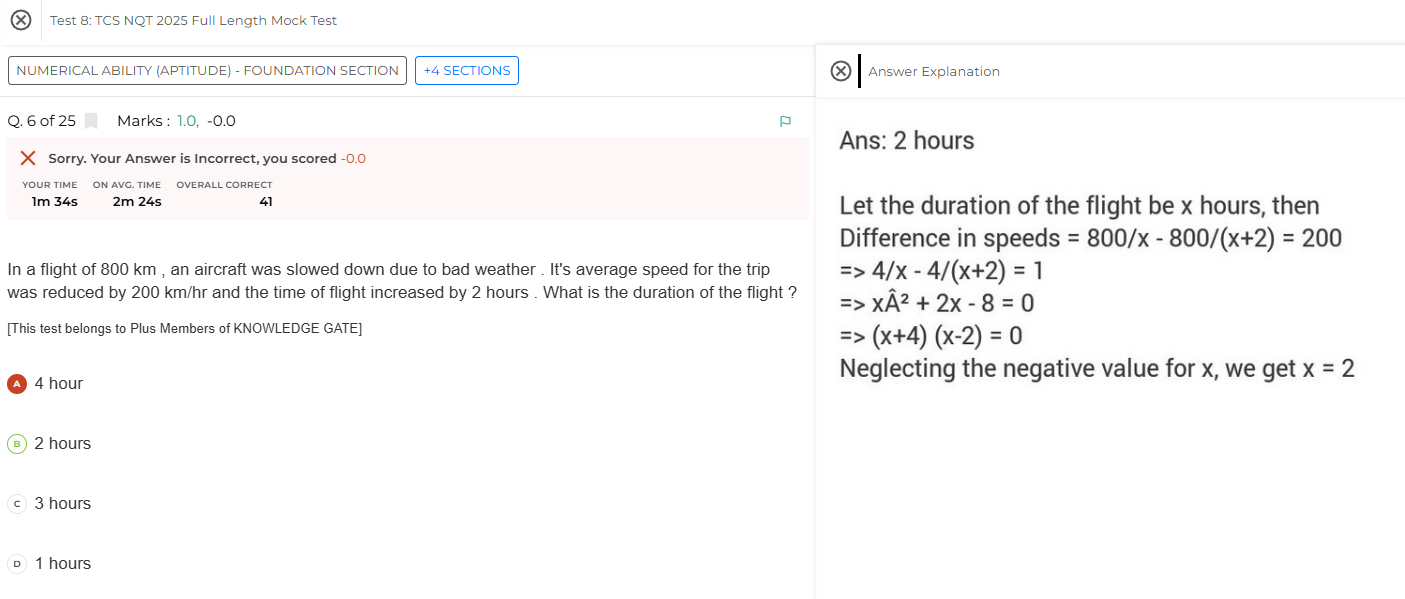 Test 8: TCS NQT 2025 Full Length Mock Test
NUMERICAL ABILITY (APTITUDE) - FOUNDATION SECTION
+4 SECTIONS
Q. 6 of 25 Marks : 1.0, -0.0
Sorry. Your Answer is Incorrect, you scored -0.0
YOUR TIME ON AVG. TIME OVERALL CORRECT
1m 34s 2m 24s 41
In a flight of 800 km , an aircraft was slowed down due to bad weather . It's average speed for the trip
was reduced by 200 km/hr and the time of flight increased by 2 hours . What is the duration of the flight ?
[This test belongs to Plus Members of KNOWLEDGE GATE]
A 4 hour
B 2 hours
C 3 hours
D 1 hours
Answer Explanation
Ans: 2 hours
Let the duration of the flight be x hours, then
Difference in speeds = 800/x - 800/(x+2) = 200
=> 4/x - 4/(x+2) = 1
=> xÂ² + 2x - 8 = 0
=> (x+4) (x-2) = 0
Neglecting the negative value for x, we get x = 2